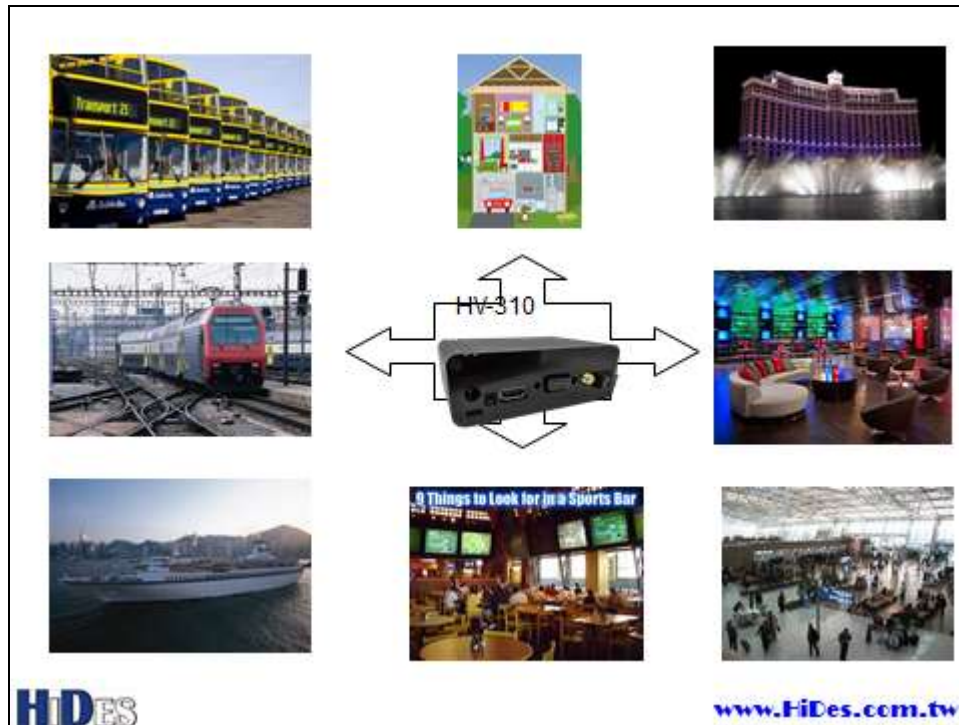 Transport 21
HV-310
9 Things to Look for in a Sports Bar
HiDES
www.HiDes.com.tw